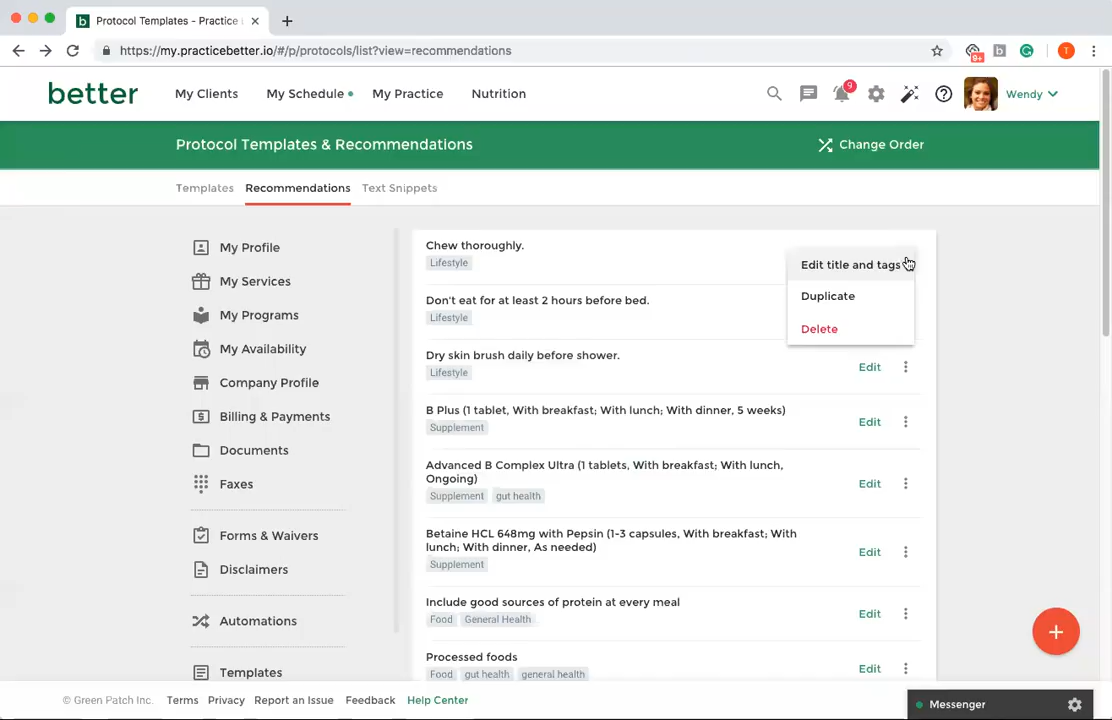 b Protocol Templates - Practice
https://my.practicebetter.io/#/p/protocols/list?view=recommendations
9+
b
T
better
My Clients
My Schedule
My Practice
Nutrition
9
Wendy
Protocol Templates & Recommendations
Change Order
Templates
Recommendations
Text Snippets
My Profile
My Services
My Programs
My Availability
Company Profile
Billing & Payments
Documents
Faxes
Forms & Waivers
Disclaimers
Automations
Templates
Chew thoroughly.
Lifestyle
Edit title and tags
Duplicate
Delete
Don't eat for at least 2 hours before bed.
Lifestyle
Dry skin brush daily before shower.
Lifestyle
Edit
B Plus (1 tablet, With breakfast; With lunch; With dinner, 5 weeks)
Supplement
Edit
Advanced B Complex Ultra (1 tablets, With breakfast; With lunch,
Ongoing)
Supplement gut health
Edit
Betaine HCL 648mg with Pepsin (1-3 capsules, With breakfast; With
lunch; With dinner, As needed)
Supplement
Edit
Include good sources of protein at every meal
Food General Health
Edit
Processed foods
Food gut health general health
Edit
© Green Patch Inc. Terms Privacy Report an Issue Feedback Help Center
Messenger